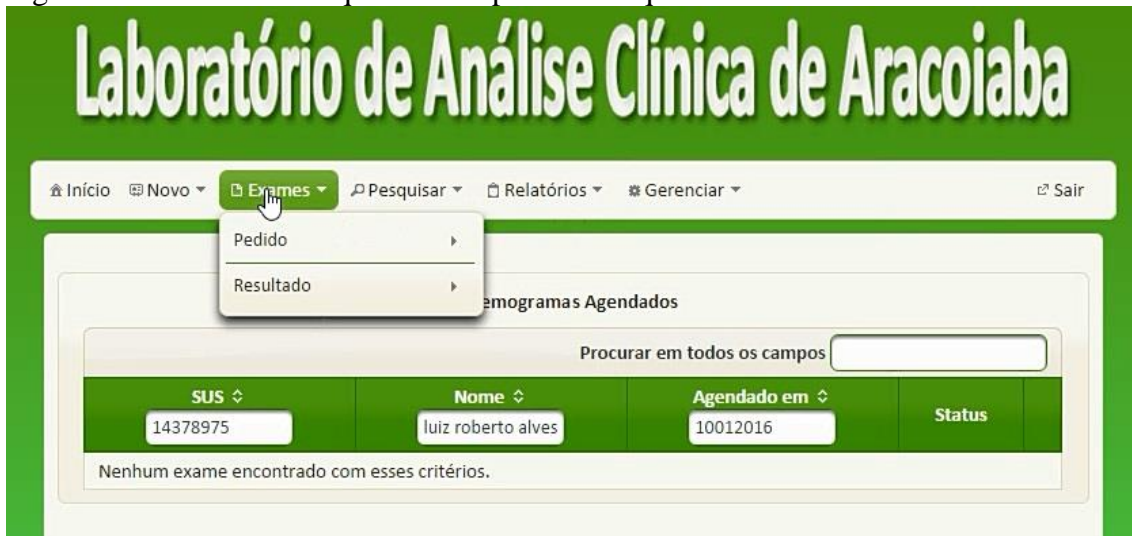 Laboratório de Análise Clínica de Aracoiaba
Início Novo Exames Pesquisar Relatórios Gerenciar Sair
Pedido
Resultado
emogramas Agendados
Procurar em todos os campos
SUS Nome Agendado em Status
14378975 luiz roberto alves 10012016
Nenhum exame encontrado com esses critérios.